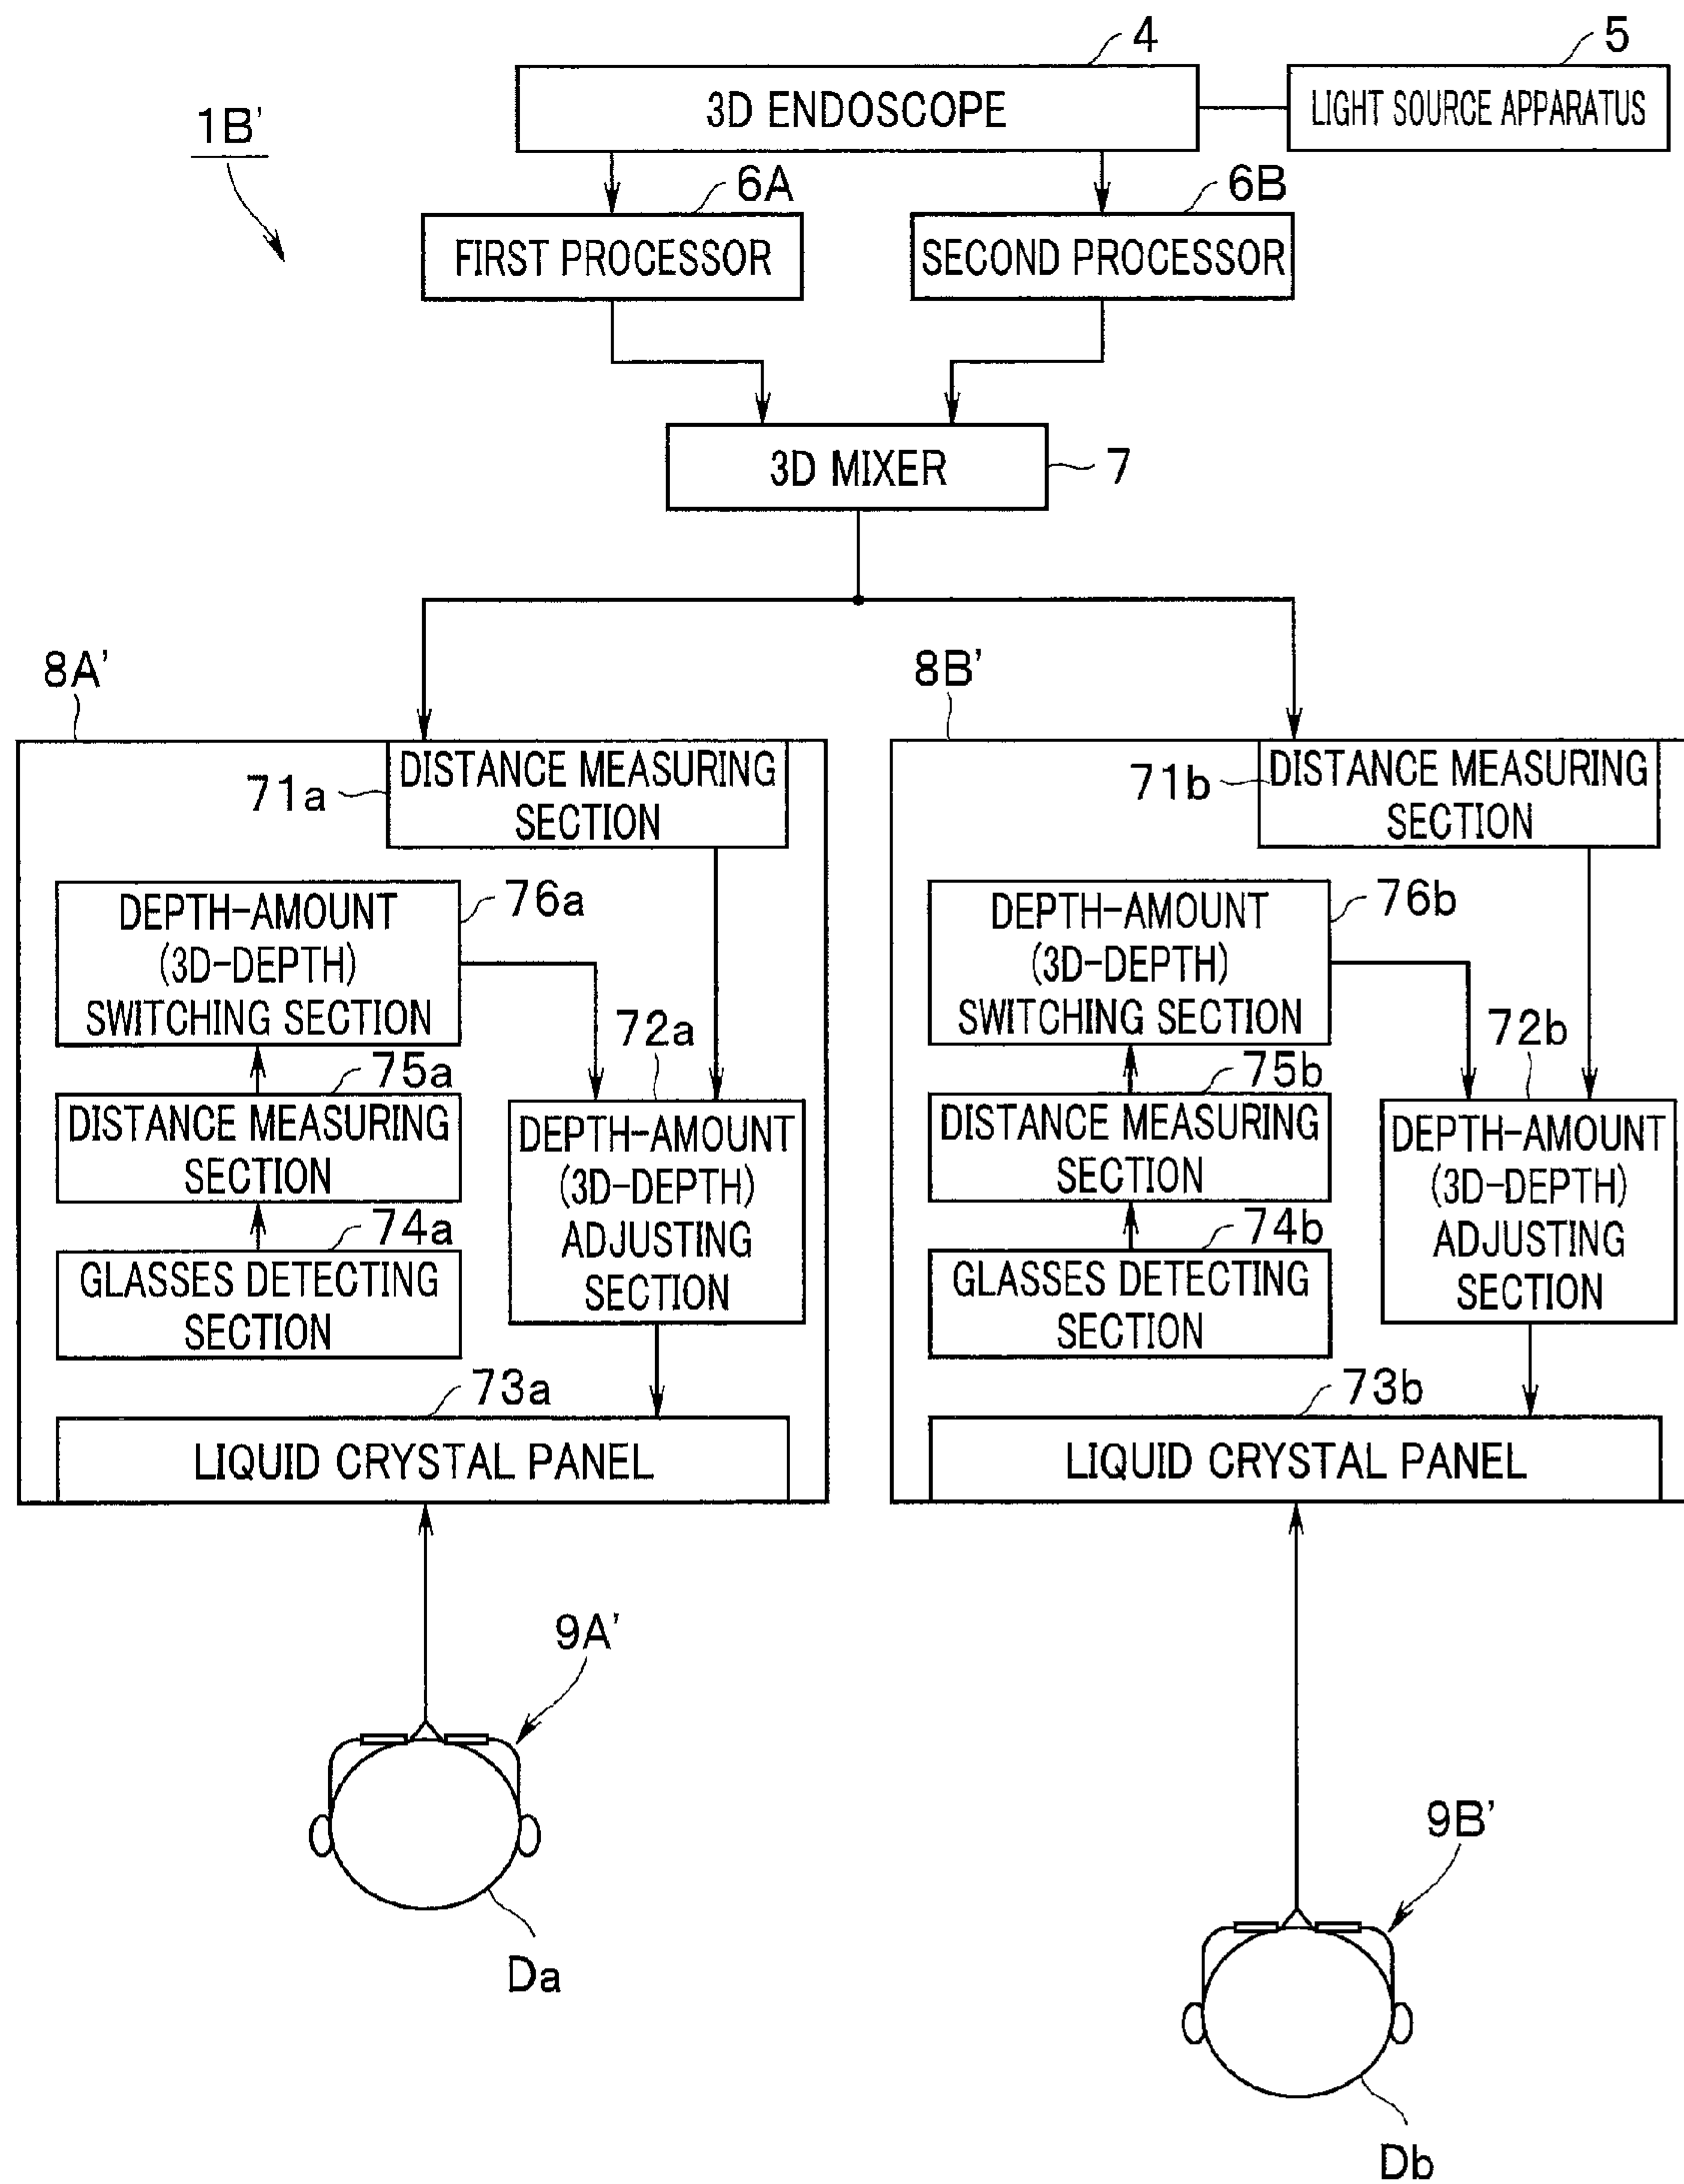 4
5
3D ENDOSCOPE
LIGHT SOURCE APPARATUS
1B'
6A
6B
FIRST PROCESSOR
SECOND PROCESSOR
3D MIXER
7
8A'
8B'
DISTANCE MEASURING
SECTION
71a
DISTANCE MEASURING
SECTION
71b
DEPTH-AMOUNT
(3D-DEPTH)
SWITCHING SECTION
76a
72a
DEPTH-AMOUNT
(3D-DEPTH)
SWITCHING SECTION
76b
72b
75a
DISTANCE MEASURING
SECTION
DEPTH-AMOUNT
(3D-DEPTH)
ADJUSTING
SECTION
75b
DISTANCE MEASURING
SECTION
DEPTH-AMOUNT
(3D-DEPTH)
ADJUSTING
SECTION
74a
GLASSES DETECTING
SECTION
74b
GLASSES DETECTING
SECTION
73a
LIQUID CRYSTAL PANEL
73b
LIQUID CRYSTAL PANEL
9A'
9B'
Da
Db